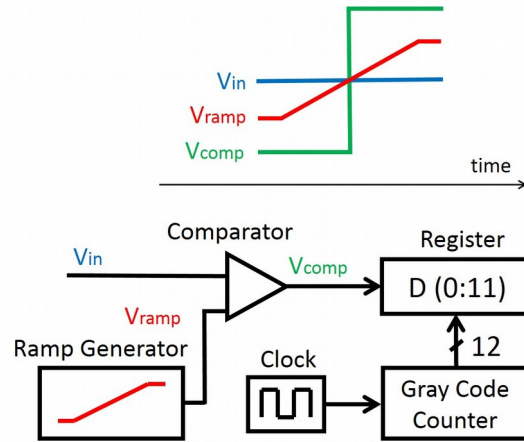 Vin
Vramp
Vcomp
time
Comparator
Register
Vin
Vcomp
D (0:11)
Vramp
Ramp Generator
Clock
12
Gray Code
Counter